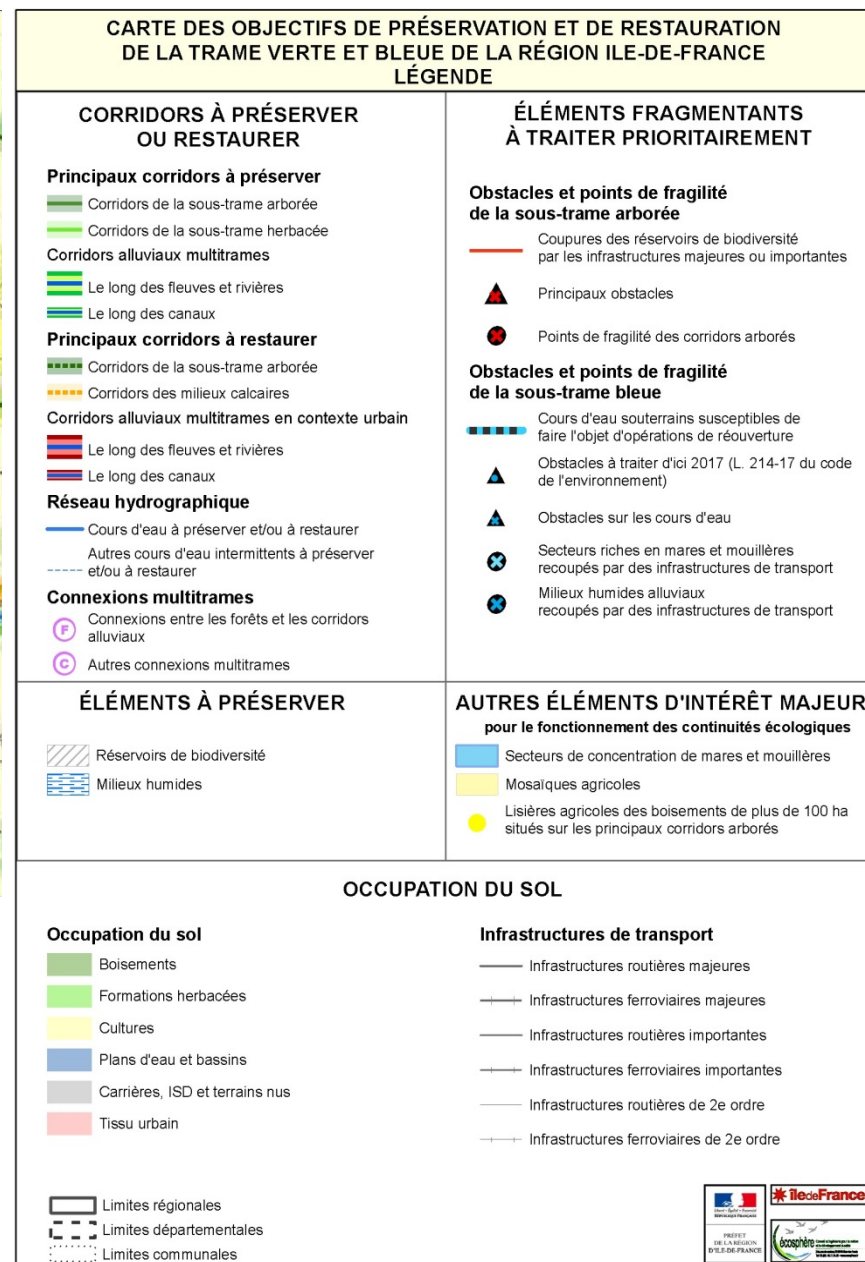 CARTE DES OBJECTIFS DE PRÉSERVATION ET DE RESTAURATION
DE LA TRAME VERTE ET BLEUE DE LA RÉGION ILE-DE-FRANCE
LÉGENDE
CORRIDORS À PRÉSERVER
OU RESTAURER
Principaux corridors à préserver
Corridors de la sous-trame arborée
Corridors de la sous-trame herbacée
Corridors alluviaux multitrames
Le long des fleuves et rivières
Le long des canaux
Principaux corridors à restaurer
Corridors de la sous-trame arborée
Corridors des milieux calcaires
Corridors alluviaux multitrames en contexte urbain
Le long des fleuves et rivières
Le long des canaux
Réseau hydrographique
Cours d'eau à préserver et/ou à restaurer
Autres cours d'eau intermittents à préserver
et/ou à restaurer
Connexions multitrames
F
Connexions entre les forêts et les corridors
alluviaux
C
Autres connexions multitrames
ÉLÉMENTS FRAGMENTANTS
À TRAITER PRIORITAIREMENT
Obstacles et points de fragilité
de la sous-trame arborée
Coupures des réservoirs de biodiversité
par les infrastructures majeures ou importantes
Principaux obstacles
Points de fragilité des corridors arborés
Obstacles et points de fragilité
de la sous-trame bleue
Cours d'eau souterrains susceptibles de
faire l'objet d'opérations de réouverture
Obstacles à traiter d'ici 2017 (L. 214-17 du code
de l'environnement)
Obstacles sur les cours d'eau
Secteurs riches en mares et mouillères
recoupés par des infrastructures de transport
Milieux humides alluviaux
recoupés par des infrastructures de transport
ÉLÉMENTS À PRÉSERVER
Réservoirs de biodiversité
Milieux humides
AUTRES ÉLÉMENTS D'INTÉRÊT MAJEUR
pour le fonctionnement des continuités écologiques
Secteurs de concentration de mares et mouillères
Mosaïques agricoles
Lisières agricoles des boisements de plus de 100 ha
situés sur les principaux corridors arborés
OCCUPATION DU SOL
Occupation du sol
Boisements
Formations herbacées
Cultures
Plans d'eau et bassins
Carrières, ISD et terrains nus
Tissu urbain
Infrastructures de transport
Infrastructures routières majeures
Infrastructures ferroviaires majeures
Infrastructures routières importantes
Infrastructures ferroviaires importantes
Infrastructures routières de 2e ordre
Infrastructures ferroviaires de 2e ordre
Limites régionales
Limites départementales
Limites communales
PRÉFET
DE LA RÉGION
D'ILE-DE-FRANCE
îledeFrance
écosphère